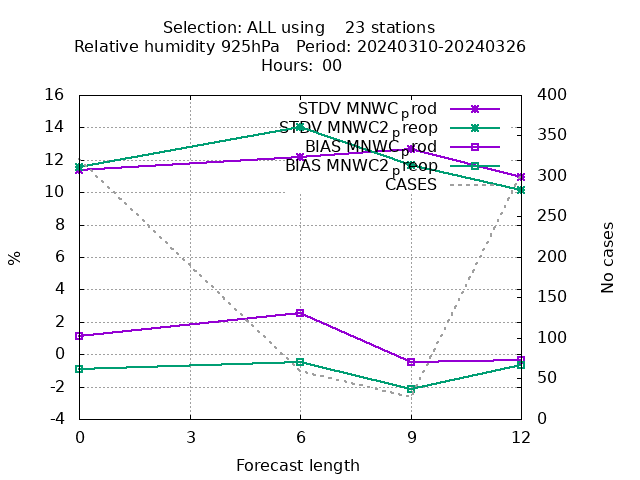 Selection: ALL using 23 stations
Relative humidity 925hPa Period: 20240310-20240326
Hours: 00
16
14
12
10
8
6
4
2
0
-2
-4
%
400
350
300
250
200
150
100
50
0
No cases
STDV MNWC_prod
STDV MNWC2_preop
BIAS MNWC_prod
BIAS MNWC2_preop
CASES
0 3 6 9 12
Forecast length